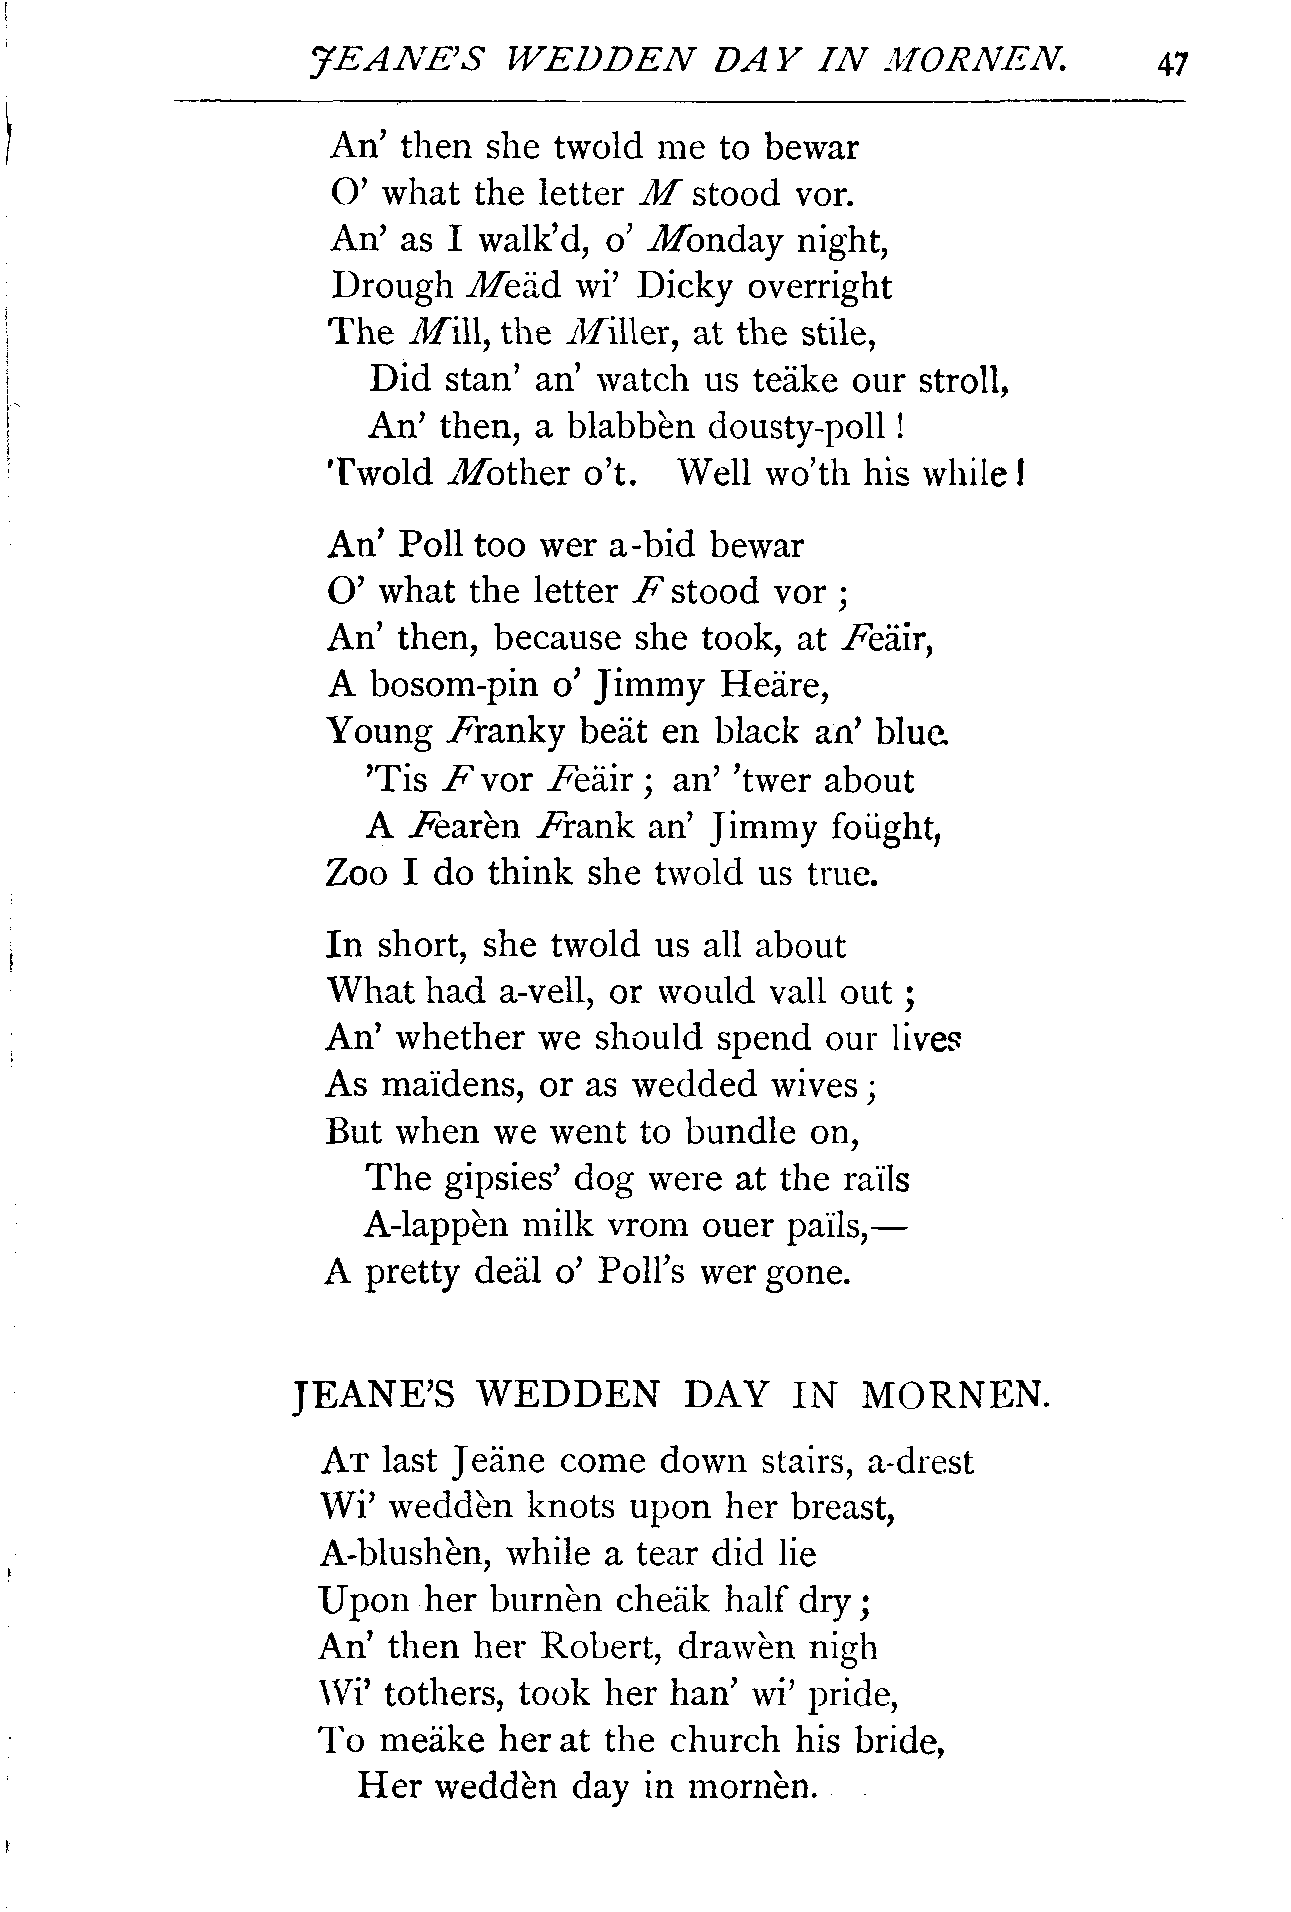 JEANE'S WEDDEN DAY IN MORNEN. 47
An' then she twold me to bewar
O' what the letter M stood vor.
An' as I walk'd, o' Monday night,
Drough Meäd wi' Dicky overright
The Mill, the Miller, at the stile,
Did stan' an' watch us teäke our stroll,
An' then, a blabbèn dousty-poll!
'Twold Mother o't. Well wo'th his while!
An' Poll too wer a-bid bewar
O' what the letter F stood vor;
An' then, because she took, at Feäir,
A bosom-pin o' Jimmy Heäre,
Young Franky beät en black an' blue.
'Tis F vor Feäir; an' 'twer about
A Fearèn Frank an' Jimmy foüght,
Zoo I do think she twold us true.
In short, she twold us all about
What had a-vell, or would vall out;
An' whether we should spend our lives
As maïdens, or as wedded wives;
But when we went to bundle on,
The gipsies' dog were at the raïls
A-lappèn milk vrom ouer païls,—
A pretty deäl o' Poll's wer gone.
JEANE'S WEDDEN DAY IN MORNEN.
AT last Jeäne come down stairs, a-drest
Wi' weddèn knots upon her breast,
A-blushèn, while a tear did lie
Upon her burnèn cheäk half dry;
An' then her Robert, drawèn nigh
Wi' tothers, took her han' wi' pride,
To meäke her at the church his bride,
Her weddèn day in mornèn.